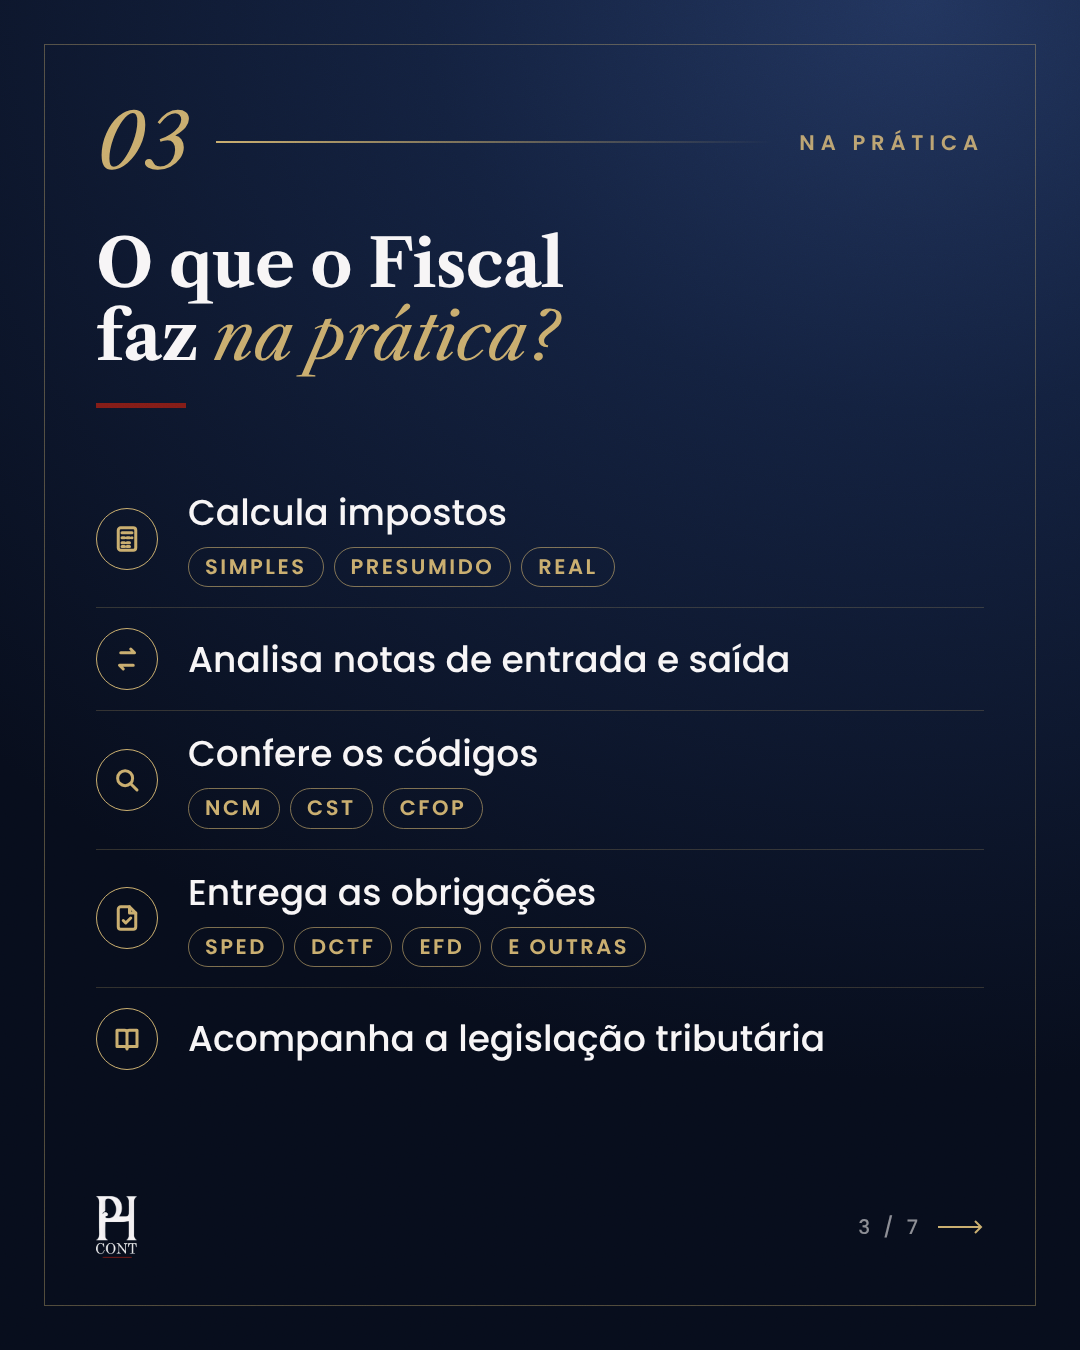 03
NA PRÁTICA
O que o Fiscal
faz na prática?
Calcula impostos
SIMPLES PRESUMIDO REAL
Analisa notas de entrada e saída
Confere os códigos
NCM CST CFOP
Entrega as obrigações
SPED DCTF EFD E OUTRAS
Acompanha a legislação tributária
PH
CONT
3 / 7